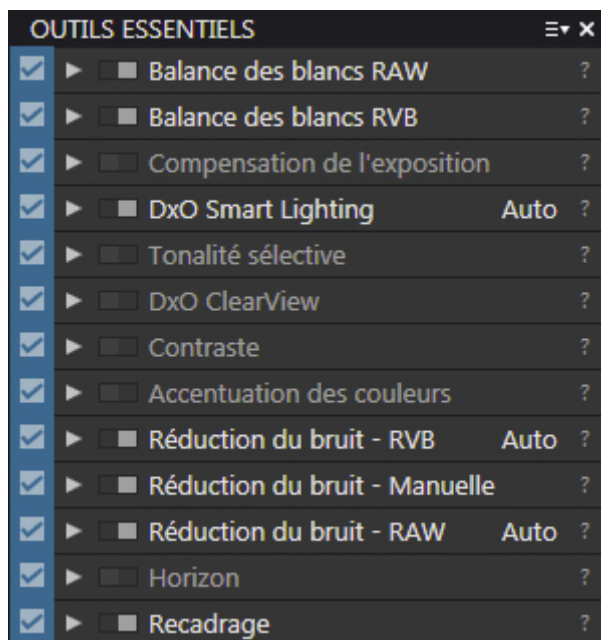 OUTILS ESSENTIELS
Balance des blancs RAW ?
Balance des blancs RVB ?
Compensation de l'exposition ?
DxO Smart Lighting Auto ?
Tonalité sélective ?
DxO ClearView ?
Contraste ?
Accentuation des couleurs ?
Réduction du bruit - RVB Auto ?
Réduction du bruit - Manuelle ?
Réduction du bruit - RAW Auto ?
Horizon ?
Recadrage ?